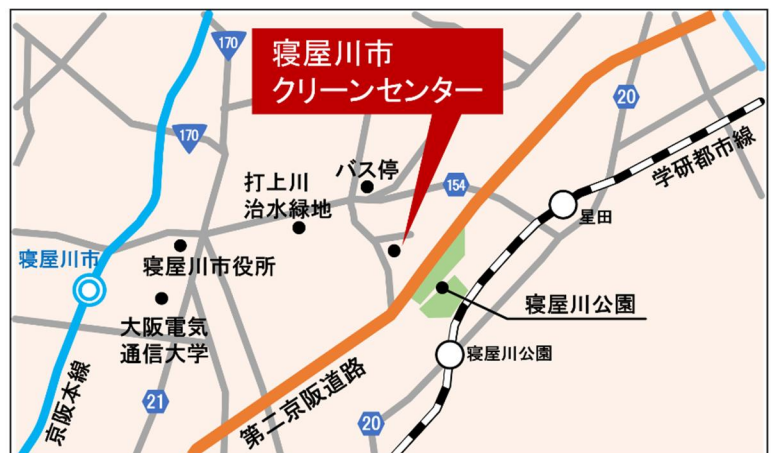 170
寝屋川市
クリーンセンター
20
170
バス停
打上川
治水緑地
154
学研都市線
星田
寝屋川市
寝屋川市役所
寝屋川公園
大阪電気
通信大学
寝屋川公園
京阪本線
21
第二京阪道路
20